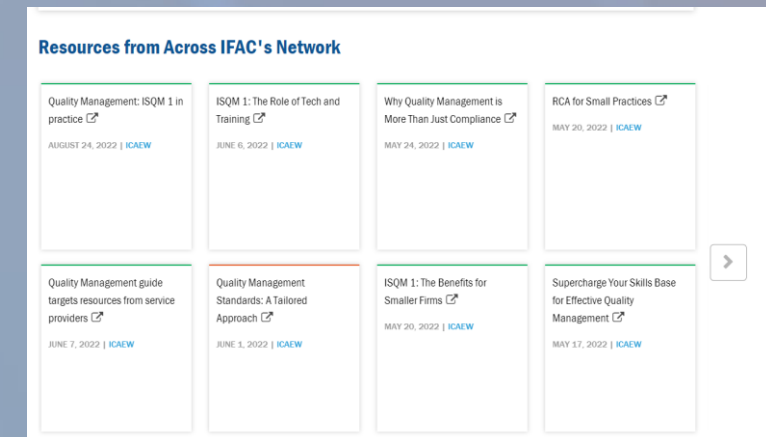 Resources from Across IFAC's Network
Quality Management: ISQM 1 in
practice
AUGUST 24, 2022 | ICAEW
ISQM 1: The Role of Tech and
Training
JUNE 6, 2022 | ICAEW
Why Quality Management is
More Than Just Compliance
MAY 24, 2022 | ICAEW
RCA for Small Practices
MAY 20, 2022 | ICAEW
Quality Management guide
targets resources from service
providers
JUNE 7, 2022 | ICAEW
Quality Management
Standards: A Tailored
Approach
JUNE 1, 2022 | ICAEW
ISQM 1: The Benefits for
Smaller Firms
MAY 20, 2022 | ICAEW
Supercharge Your Skills Base
for Effective Quality
Management
MAY 17, 2022 | ICAEW